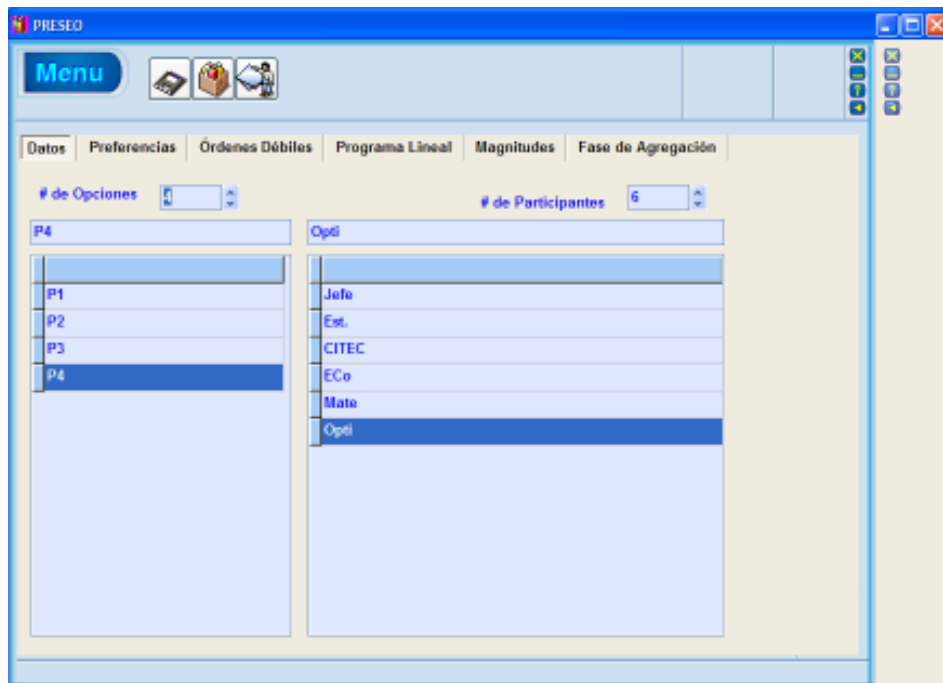 PRESEO
Menu
Datos Preferencias Órdenes Débiles Programa Lineal Magnitudes Fase de Agregación
# de Opciones # de Participantes 6
P4 Opti
P1 Jefe
P2 Est.
P3 CITEC
P4 ECo
Mate
Opti